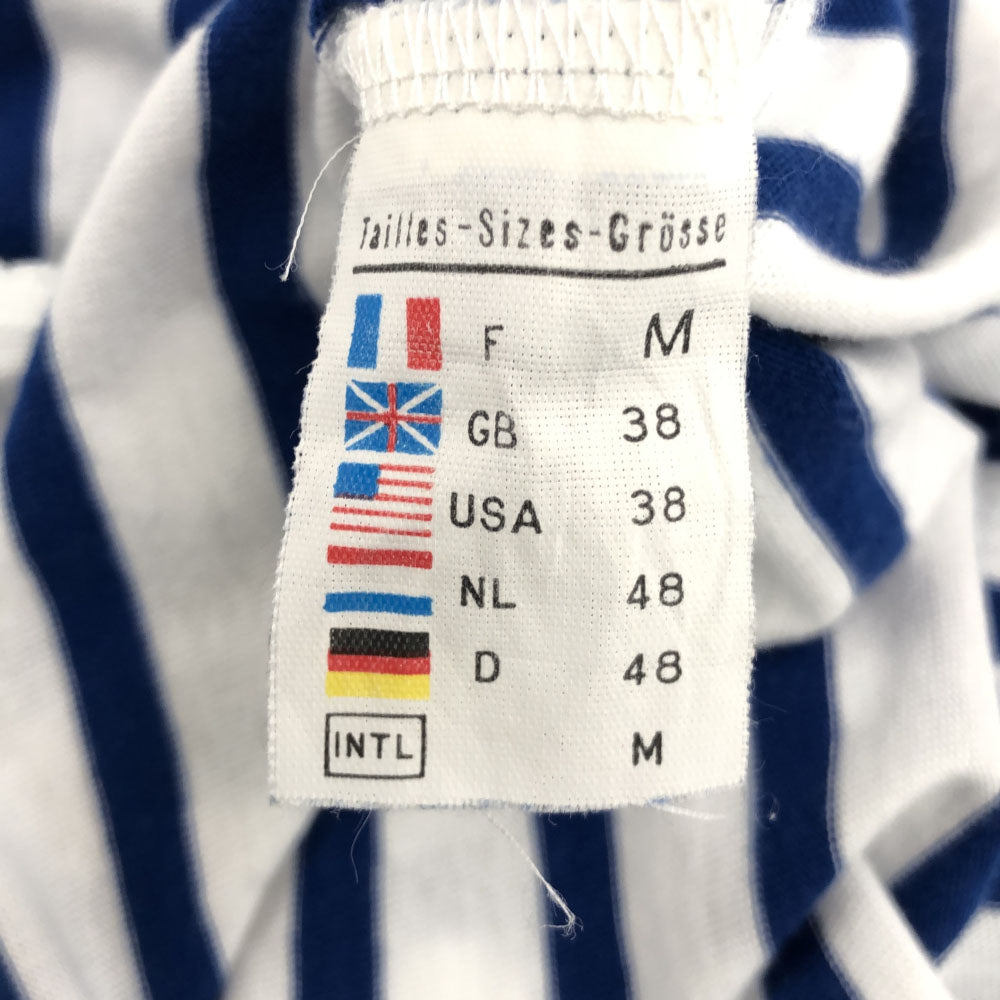 Tailles-Sizes-Grösse
F M
GB 38
USA 38
NL 48
D 48
INTL M